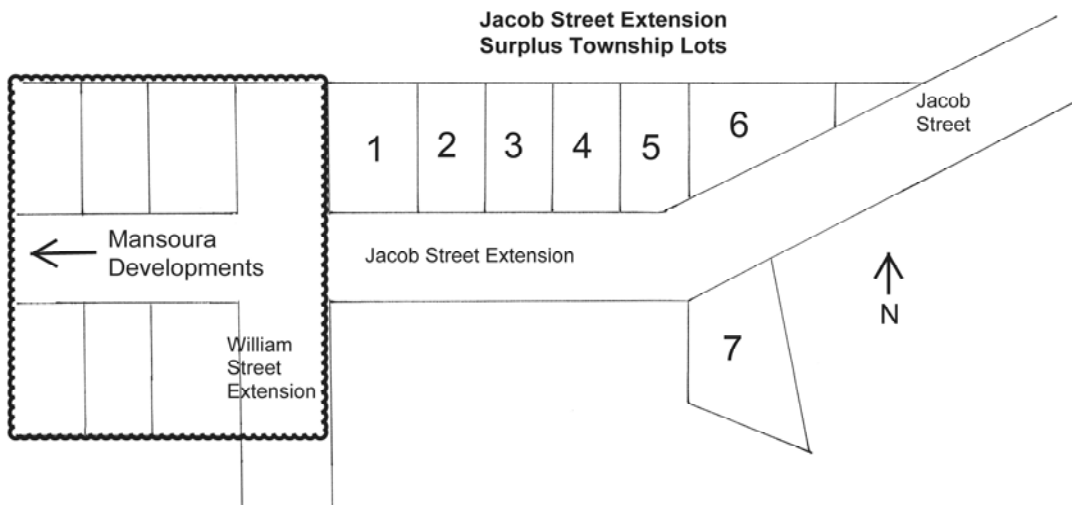 Jacob Street Extension
Surplus Township Lots
Jacob
Street
1
2
3
4
5
6
Mansoura
Developments
Jacob Street Extension
N
William
Street
Extension
7